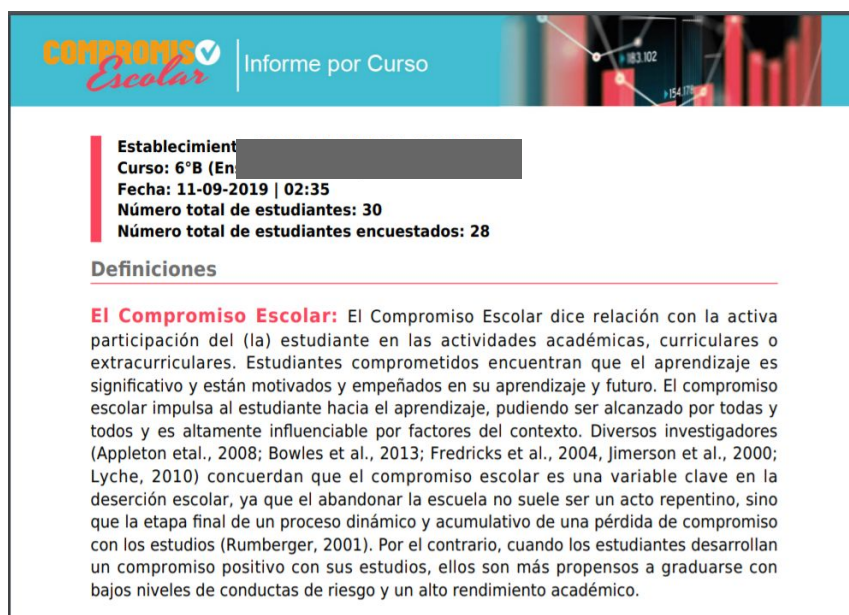 COMPROMISO
Escolar
Informe por Curso
183.102
154.178
Establecimient
Curso: 6°B (En
Fecha: 11-09-2019 | 02:35
Número total de estudiantes: 30
Número total de estudiantes encuestados: 28
Definiciones
El Compromiso Escolar: El Compromiso Escolar dice relación con la activa
participación del (la) estudiante en las actividades académicas, curriculares o
extracurriculares. Estudiantes comprometidos encuentran que el aprendizaje es
significativo y están motivados y empeñados en su aprendizaje y futuro. El compromiso
escolar impulsa al estudiante hacia el aprendizaje, pudiendo ser alcanzado por todas y
todos y es altamente influenciable por factores del contexto. Diversos investigadores
(Appleton etal., 2008; Bowles et al., 2013; Fredricks et al., 2004, Jimerson et al., 2000;
Lyche, 2010) concuerdan que el compromiso escolar es una variable clave en la
deserción escolar, ya que el abandonar la escuela no suele ser un acto repentino, sino
que la etapa final de un proceso dinámico y acumulativo de una pérdida de compromiso
con los estudios (Rumberger, 2001). Por el contrario, cuando los estudiantes desarrollan
un compromiso positivo con sus estudios, ellos son más propensos a graduarse con
bajos niveles de conductas de riesgo y un alto rendimiento académico.